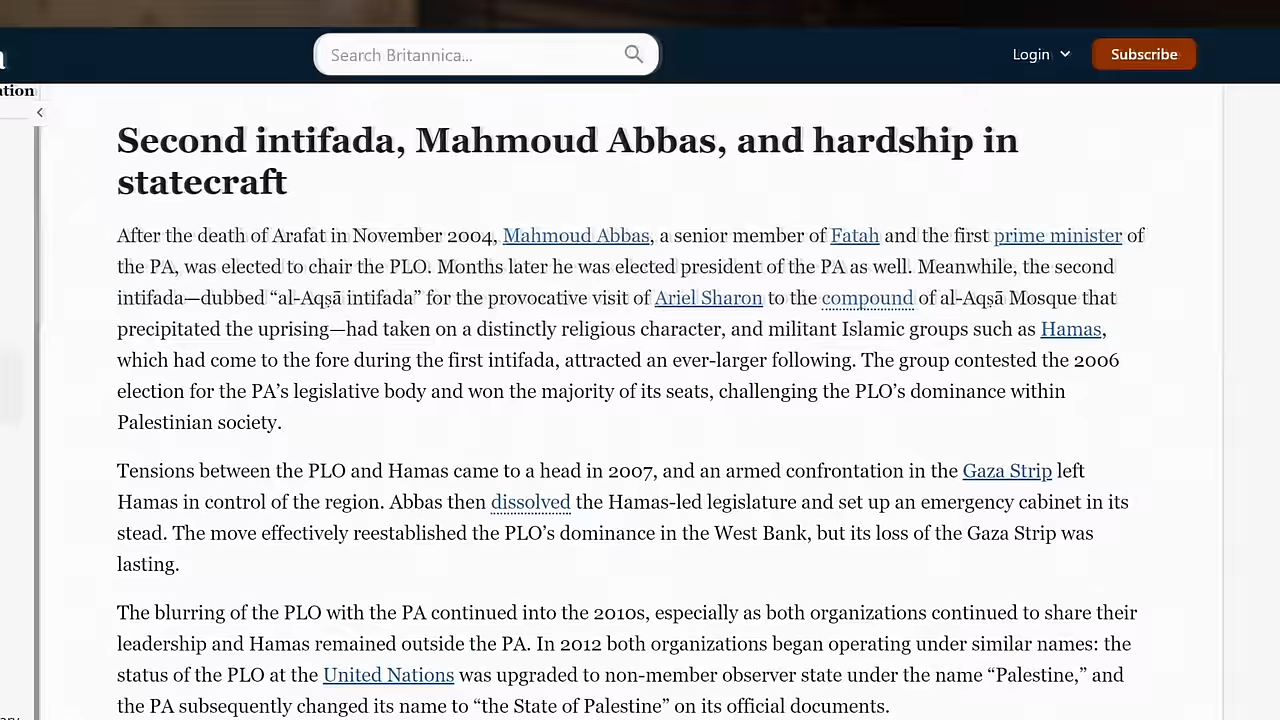 a
Search Britannica...
Login
Subscribe
ation
Second intifada, Mahmoud Abbas, and hardship in
statecraft
After the death of Arafat in November 2004, Mahmoud Abbas, a senior member of Fatah and the first prime minister of
the PA, was elected to chair the PLO. Months later he was elected president of the PA as well. Meanwhile, the second
intifada—dubbed “al-Aqṣā intifada” for the provocative visit of Ariel Sharon to the compound of al-Aqṣā Mosque that
precipitated the uprising—had taken on a distinctly religious character, and militant Islamic groups such as Hamas,
which had come to the fore during the first intifada, attracted an ever-larger following. The group contested the 2006
election for the PA’s legislative body and won the majority of its seats, challenging the PLO’s dominance within
Palestinian society.
Tensions between the PLO and Hamas came to a head in 2007, and an armed confrontation in the Gaza Strip left
Hamas in control of the region. Abbas then dissolved the Hamas-led legislature and set up an emergency cabinet in its
stead. The move effectively reestablished the PLO’s dominance in the West Bank, but its loss of the Gaza Strip was
lasting.
The blurring of the PLO with the PA continued into the 2010s, especially as both organizations continued to share their
leadership and Hamas remained outside the PA. In 2012 both organizations began operating under similar names: the
status of the PLO at the United Nations was upgraded to non-member observer state under the name “Palestine,” and
the PA subsequently changed its name to “the State of Palestine” on its official documents.